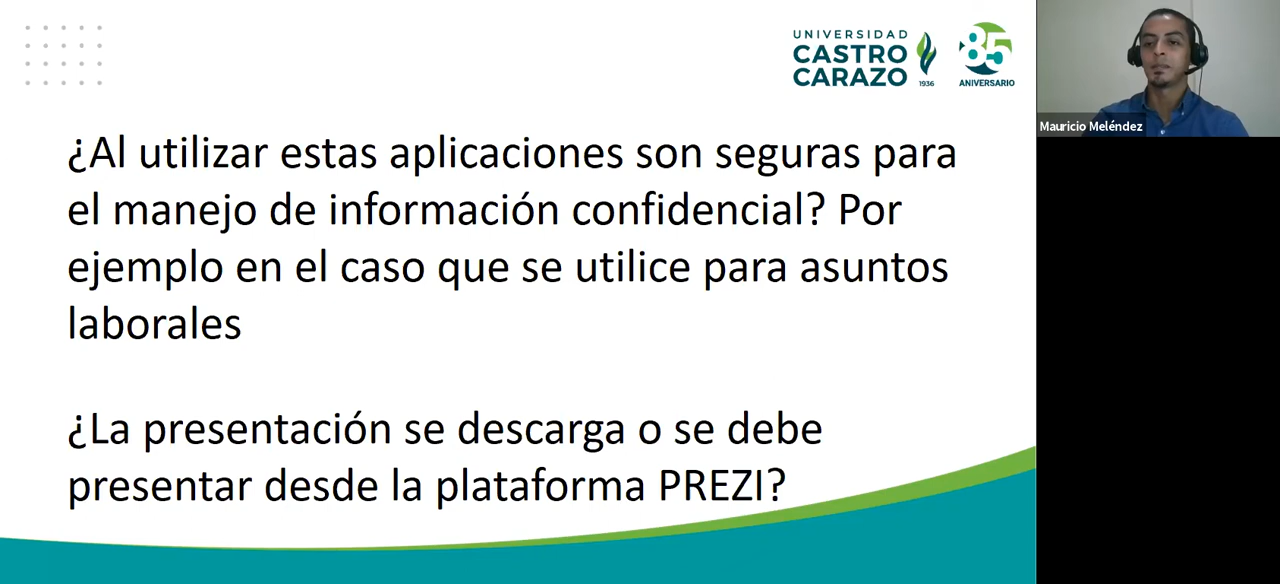 UNIVERSIDAD
CASTRO
CARAZO
1936
85
ANIVERSARIO
Mauricio Meléndez
¿Al utilizar estas aplicaciones son seguras para
el manejo de información confidencial? Por
ejemplo en el caso que se utilice para asuntos
laborales
¿La presentación se descarga o se debe
presentar desde la plataforma PREZI?